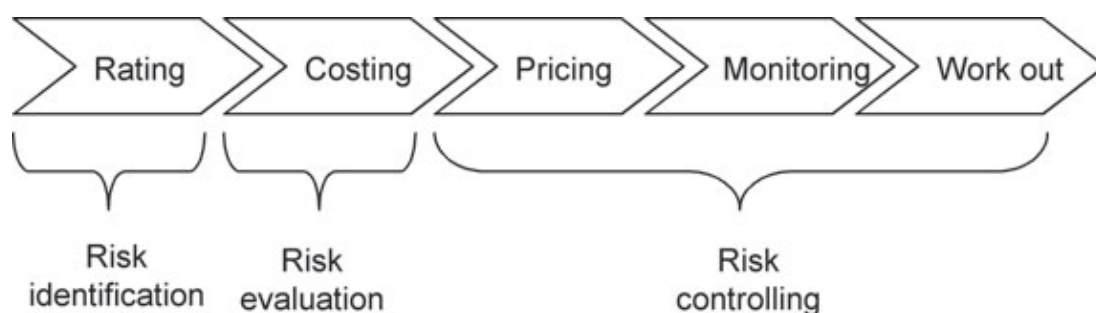 Rating
Costing
Pricing
Monitoring
Work out
Risk
identification
Risk
evaluation
Risk
controlling